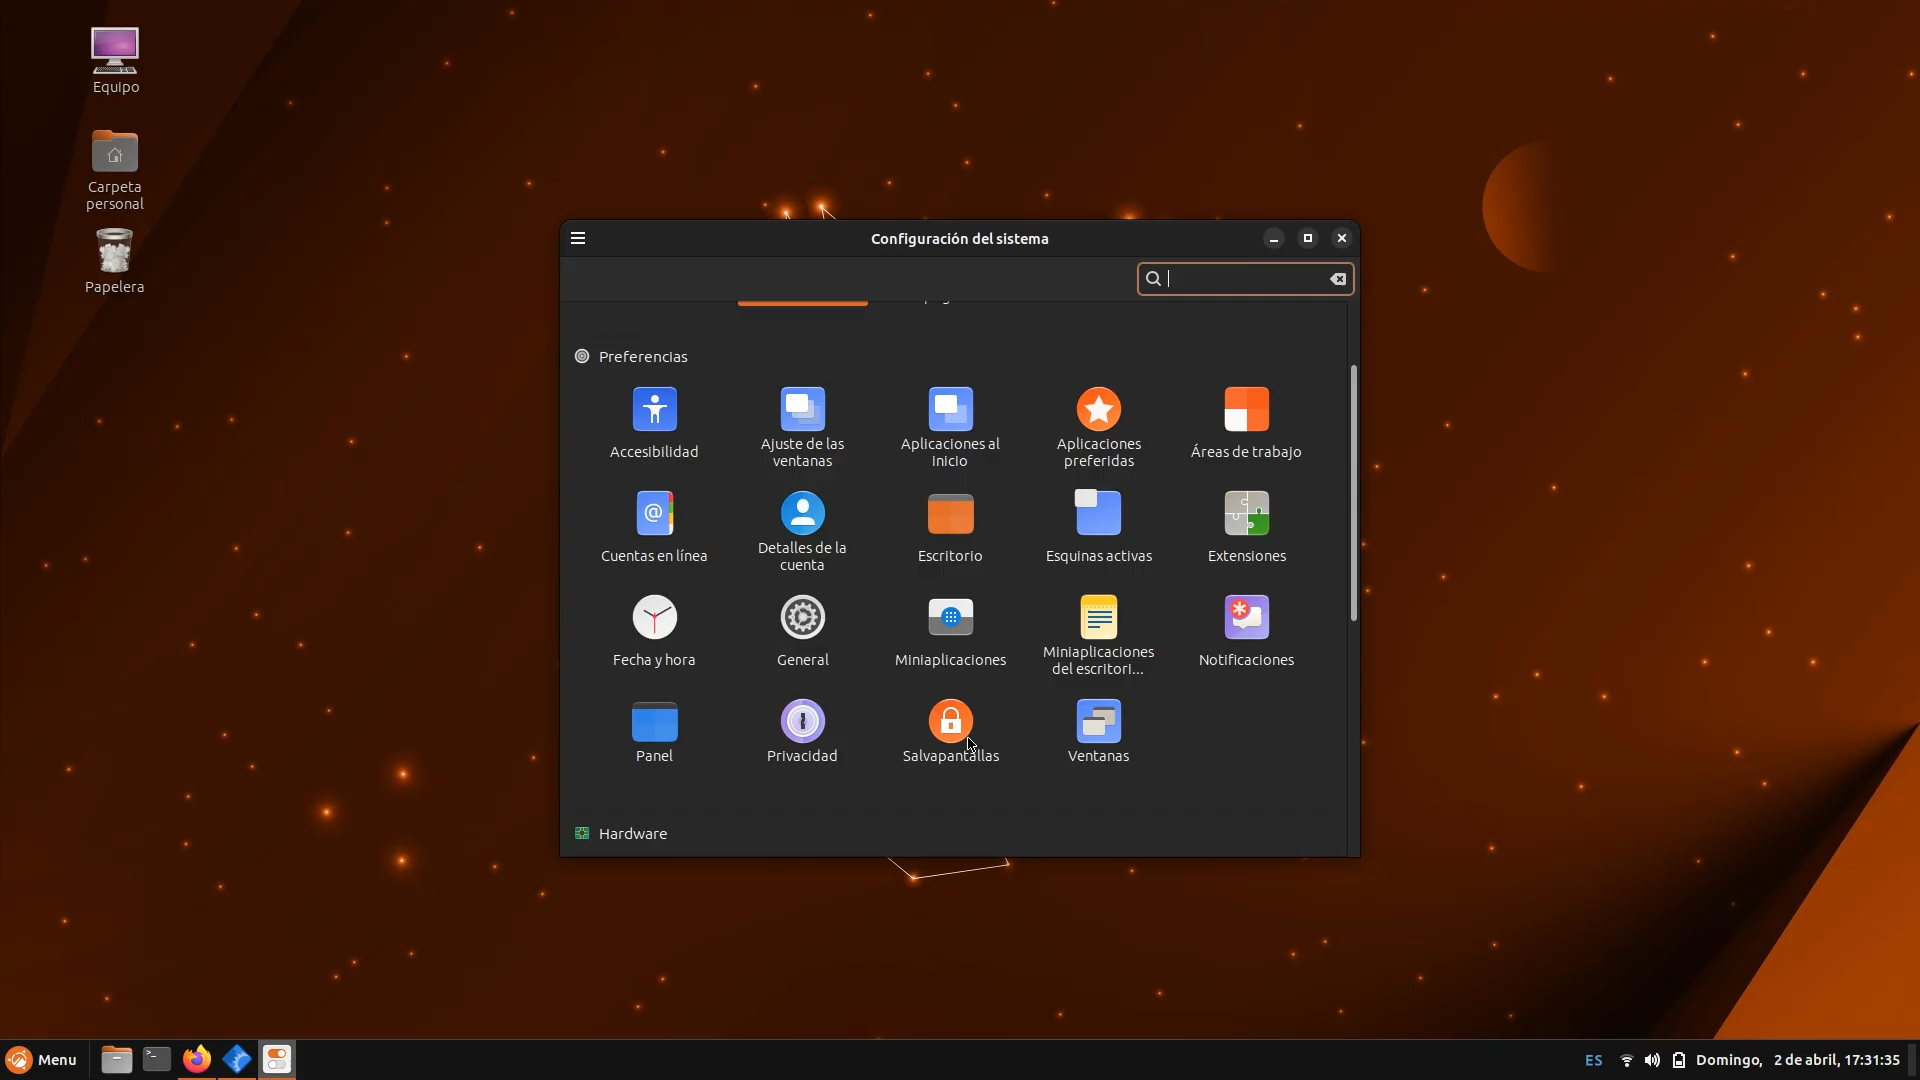 Equipo
Carpeta
personal
Papelera
Configuración del sistema
Preferencias
Accesibilidad
Ajuste de las
ventanas
Aplicaciones al
inicio
Aplicaciones
preferidas
Áreas de trabajo
Cuentas en línea
Detalles de la
cuenta
Escritorio
Esquinas activas
Extensiones
Fecha y hora
General
Miniaplicaciones
Miniaplicaciones
del escritori...
Notificaciones
Panel
Privacidad
Salvapantallas
Ventanas
Hardware
Menu
ES
Domingo, 2 de abril, 17:31:35